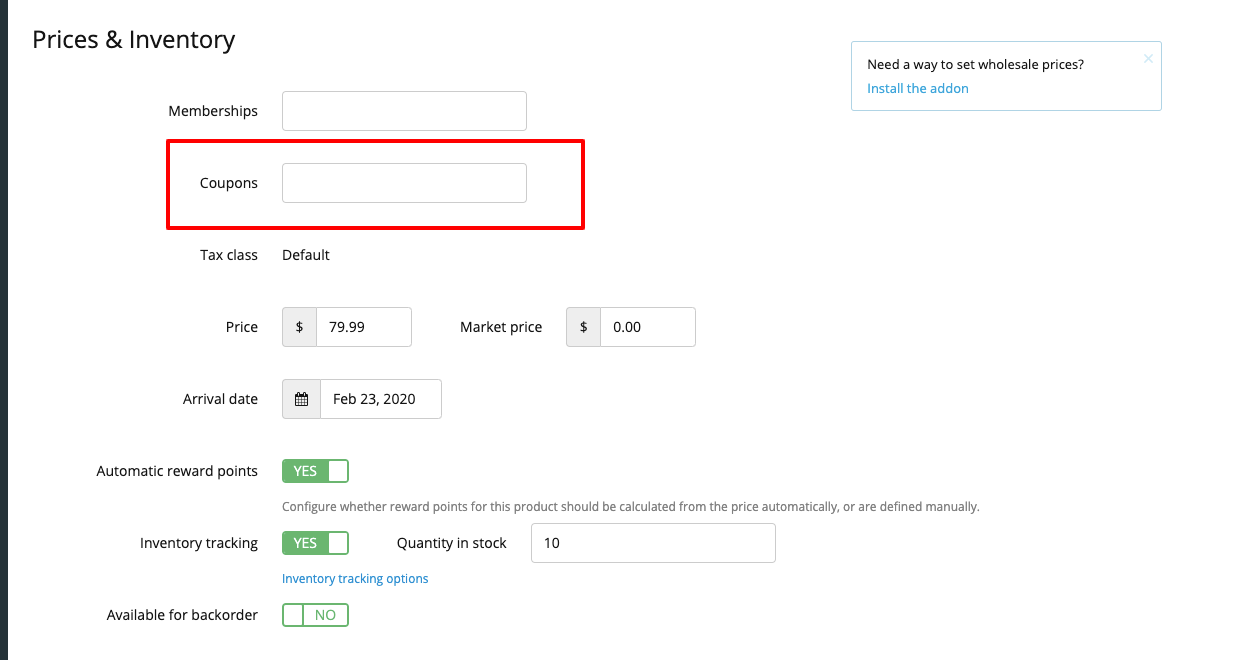 Prices & Inventory
Need a way to set wholesale prices?
Install the addon
Memberships
Coupons
Tax class Default
Price $ 79.99 Market price $ 0.00
Arrival date Feb 23, 2020
Automatic reward points YES
Configure whether reward points for this product should be calculated from the price automatically, or are defined manually.
Inventory tracking YES Quantity in stock 10
Inventory tracking options
Available for backorder NO